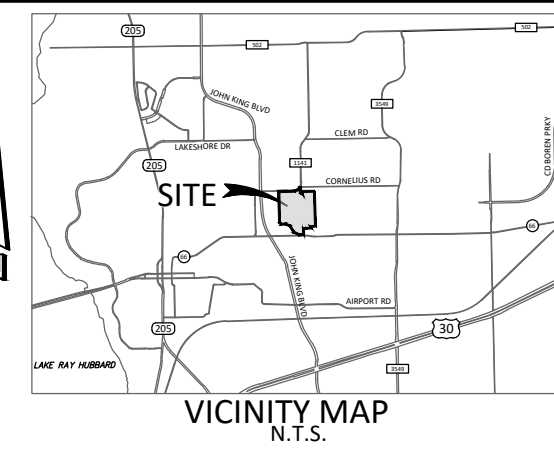 205
502
502
JOHN KING BLVD
3549
CLEM RD
LAKESHORE DR
CD BOREN PRKY
205
1141
CORNELIUS RD
SITE
66
66
JOHN KING BLVD
AIRPORT RD
205
30
LAKE RAY HUBBARD
3549
VICINITY MAP
N.T.S.